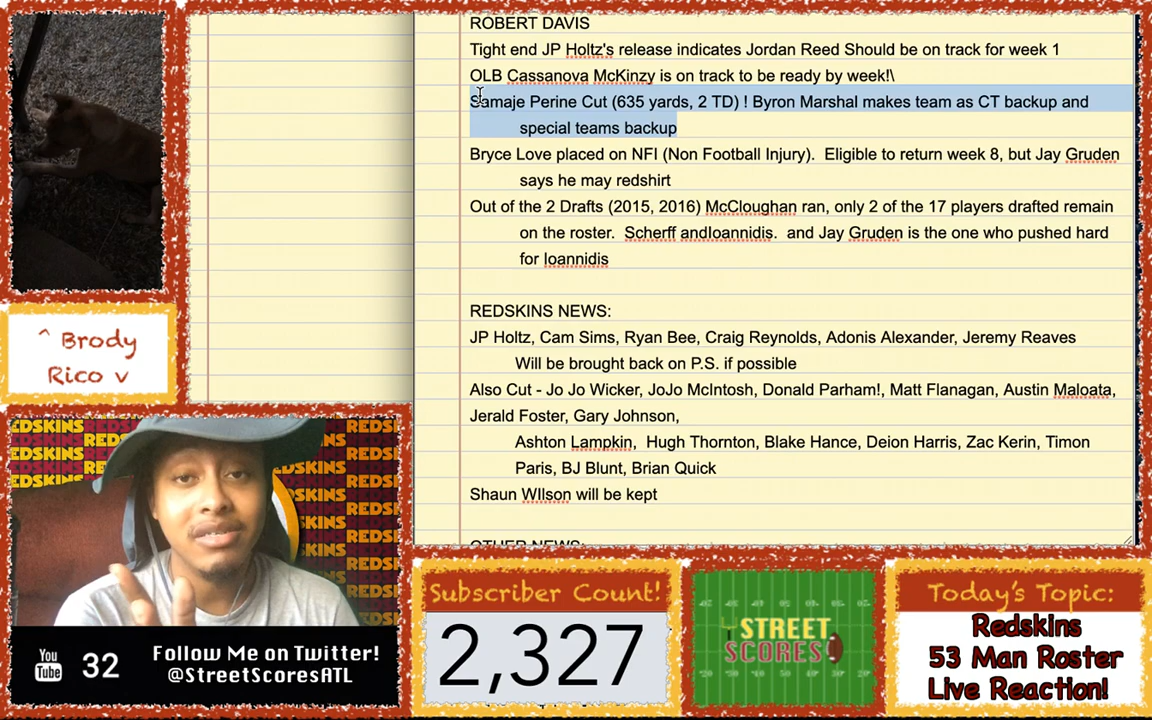 ROBERT DAVIS
Tight end JP Holtz's release indicates Jordan Reed Should be on track for week 1
OLB Cassanova McKinzy is on track to be ready by week!\
Samaje Perine Cut (635 yards, 2 TD) ! Byron Marshal makes team as CT backup and
special teams backup
Bryce Love placed on NFI (Non Football Injury).  Eligible to return week 8, but Jay Gruden
says he may redshirt
Out of the 2 Drafts (2015, 2016) McCloughan ran, only 2 of the 17 players drafted remain
on the roster.  Scherff andIoannidis.  and Jay Gruden is the one who pushed hard
for Ioannidis
REDSKINS NEWS:
JP Holtz, Cam Sims, Ryan Bee, Craig Reynolds, Adonis Alexander, Jeremy Reaves
Will be brought back on P.S. if possible
Also Cut - Jo Jo Wicker, JoJo McIntosh, Donald Parham!, Matt Flanagan, Austin Maloata,
Jerald Foster, Gary Johnson,
Ashton Lampkin,  Hugh Thornton, Blake Hance, Deion Harris, Zac Kerin, Timon
Paris, BJ Blunt, Brian Quick
Shaun WIlson will be kept
OTHER NEWS:
^ Brody
Rico v
REDSKINS
You
Tube
32
Follow Me on Twitter!
@StreetScoresATL
Subscriber Count!
2,327
STREET
SCORES
Today's Topic:
Redskins
53 Man Roster
Live Reaction!